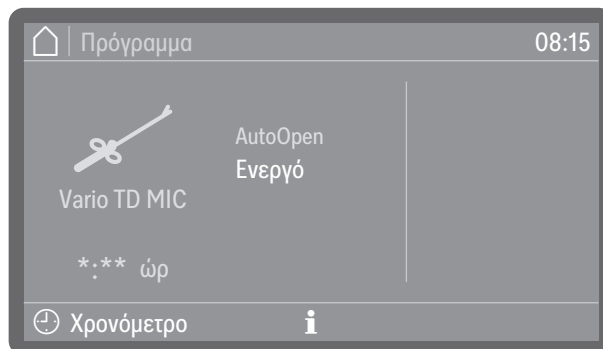 Πρόγραμμα 08:15
AutoOpen
Ενεργό
Vario TD MIC
*:** ώρ
Χρονόμετρο i